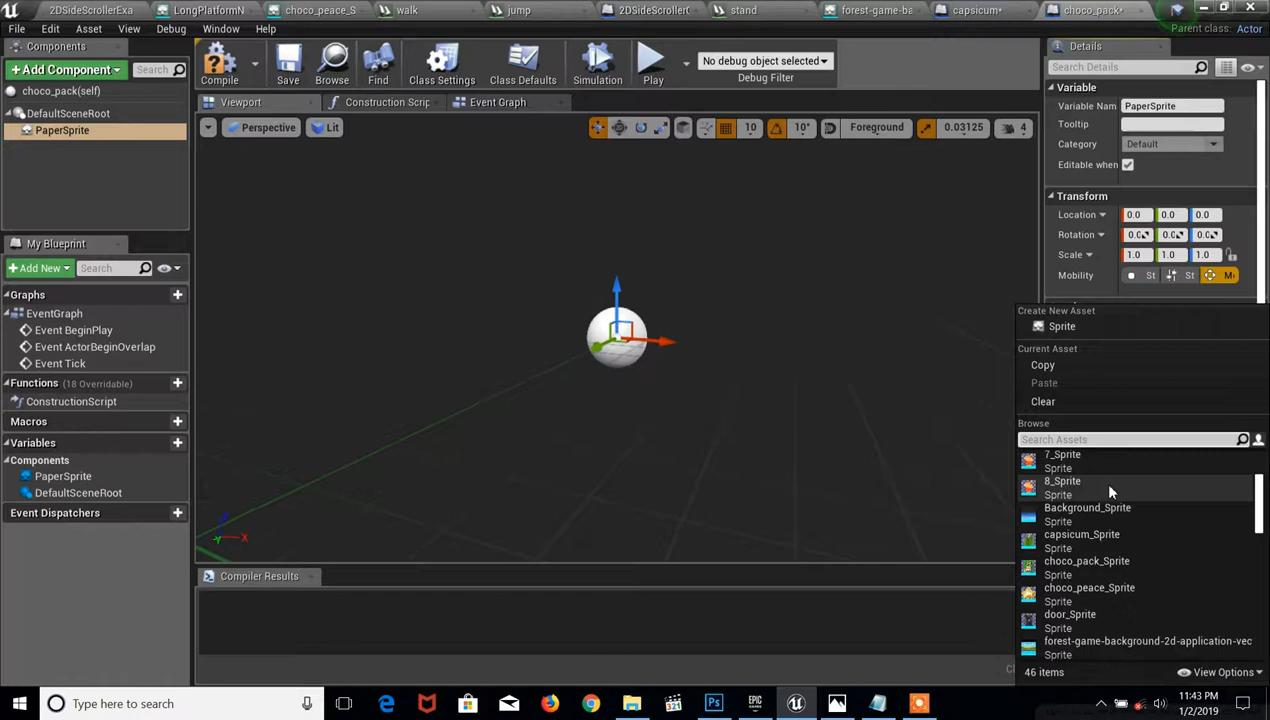 2DSideScrollerExa
LongPlatformN
choco_peace_S
walk
jump
2DSideScrollerC
stand
forest-game-ba
capsicum*
choco_pack*
File Edit Asset View Debug Window Help
Parent class: Actor
Components
+Add Component
Search
choco_pack(self)
DefaultSceneRoot
PaperSprite
Compile
Save
Browse
Find
Class Settings
Class Defaults
Simulation
Play
No debug object selected
Debug Filter
Viewport
Construction Scrip
Event Graph
Perspective
Lit
10
10°
Foreground
0.03125
4
My Blueprint
+Add New
Search
Graphs
EventGraph
Event BeginPlay
Event ActorBeginOverlap
Event Tick
Functions (18 Overridable)
ConstructionScript
Macros
Variables
Components
PaperSprite
DefaultSceneRoot
Event Dispatchers
Z
X
Y
Compiler Results
Details
Search Details
Variable
Variable Nam PaperSprite
Tooltip
Category Default
Editable when
Transform
Location 0.0 0.0 0.0
Rotation 0.0 0.0 0.0
Scale 1.0 1.0 1.0
Mobility St St M
Create New Asset
Sprite
Current Asset
Copy
Paste
Clear
Browse
Search Assets
7_Sprite
Sprite
8_Sprite
Sprite
Background_Sprite
Sprite
capsicum_Sprite
Sprite
choco_pack_Sprite
Sprite
choco_peace_Sprite
Sprite
door_Sprite
Sprite
forest-game-background-2d-application-vec
Sprite
46 items
View Options
Type here to search
11:43 PM
1/2/2019